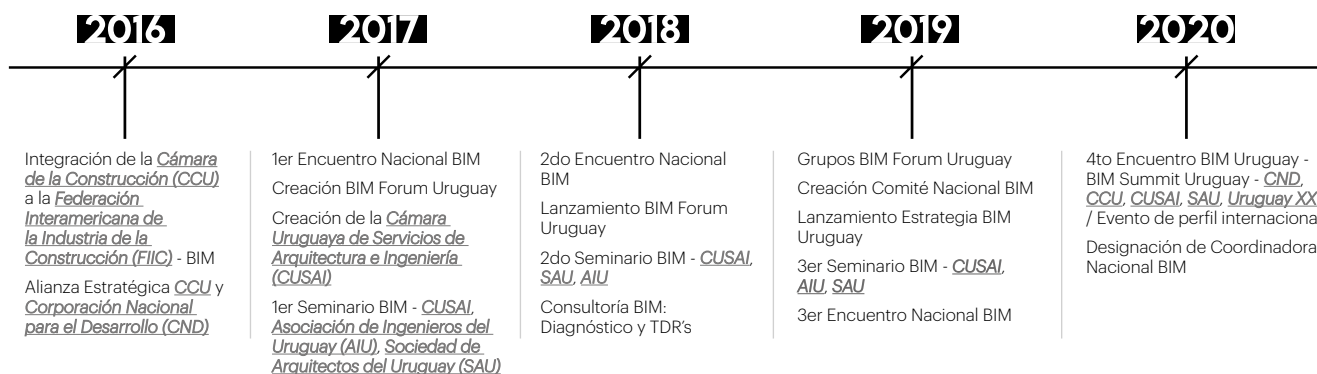 2016
2017
2018
2019
2020
Integración de la Cámara
de la Construcción (CCU)
a la Federación
Interamericana de
la Industria de la
Construcción (FIIC) - BIM
Alianza Estratégica CCU y
Corporación Nacional
para el Desarrollo (CND)
1er Encuentro Nacional BIM
Creación BIM Forum Uruguay
Creación de la Cámara
Uruguaya de Servicios de
Arquitectura e Ingeniería
(CUSAI)
1er Seminario BIM - CUSAI,
Asociación de Ingenieros del
Uruguay (AIU), Sociedad de
Arquitectos del Uruguay (SAU)
2do Encuentro Nacional
BIM
Lanzamiento BIM Forum
Uruguay
2do Seminario BIM - CUSAI,
SAU, AIU
Consultoría BIM:
Diagnóstico y TDR's
Grupos BIM Forum Uruguay
Creación Comité Nacional BIM
Lanzamiento Estrategia BIM
Uruguay
3er Seminario BIM - CUSAI,
AIU, SAU
3er Encuentro Nacional BIM
4to Encuentro BIM Uruguay -
BIM Summit Uruguay - CND,
CCU, CUSAI, SAU, Uruguay XX
/ Evento de perfil internaciona
Designación de Coordinadora
Nacional BIM